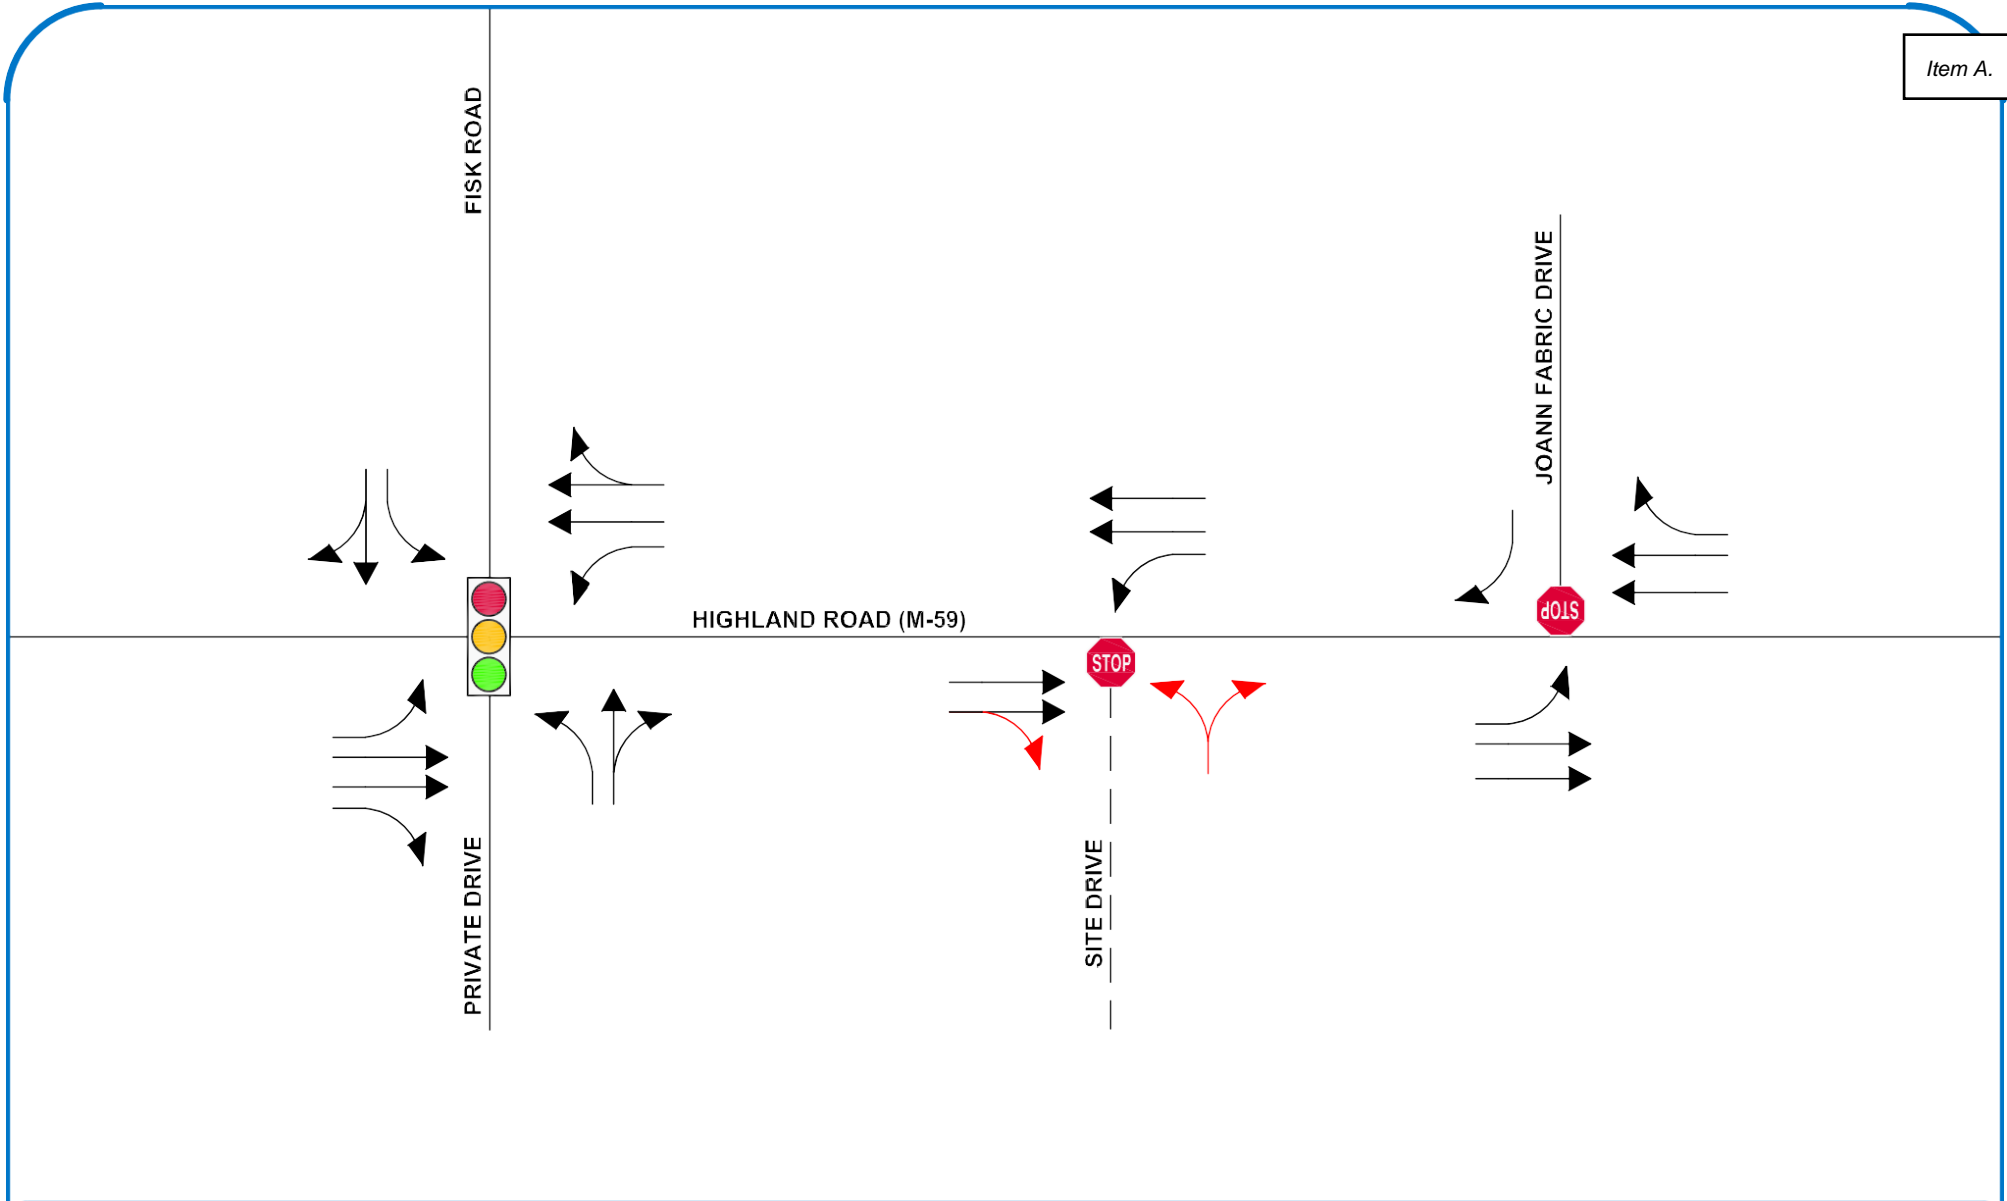 Item A.
FISK ROAD
JOANN FABRIC DRIVE
HIGHLAND ROAD (M-59)
STOP
STOP
PRIVATE DRIVE
SITE DRIVE